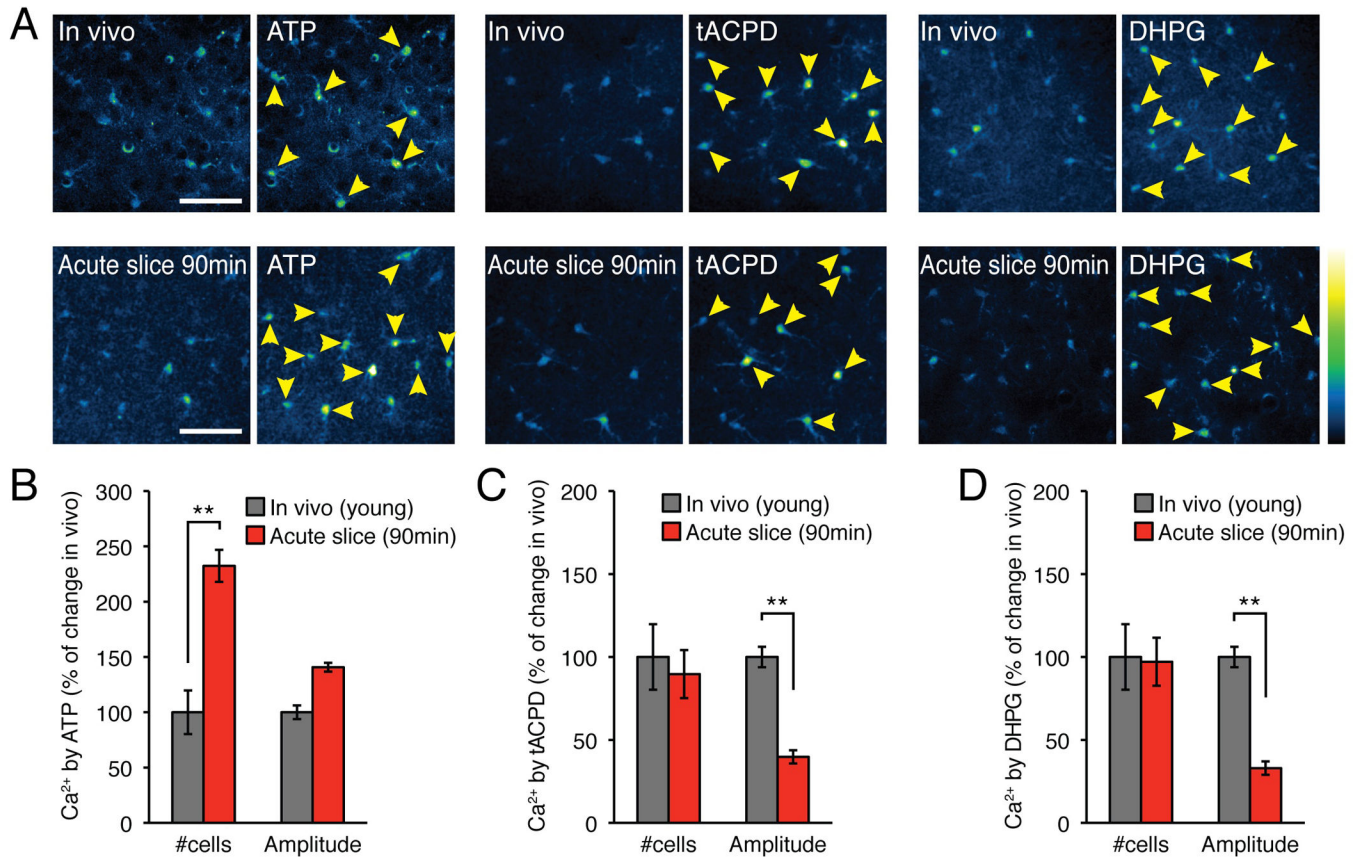 A
In vivo
ATP
In vivo
tACPD
In vivo
DHPG
Acute slice 90min
ATP
Acute slice 90min
tACPD
Acute slice 90min
DHPG
B
Ca²⁺ by ATP (% of change in vivo)
300
250
200
150
100
50
0
**
In vivo (young)
Acute slice (90min)
#cells
Amplitude
C
Ca²⁺ by tACPD (% of change in vivo)
200
150
100
50
0
In vivo (young)
Acute slice (90min)
**
#cells
Amplitude
D
Ca²⁺ by DHPG (% of change in vivo)
200
150
100
50
0
In vivo (young)
Acute slice (90min)
**
#cells
Amplitude